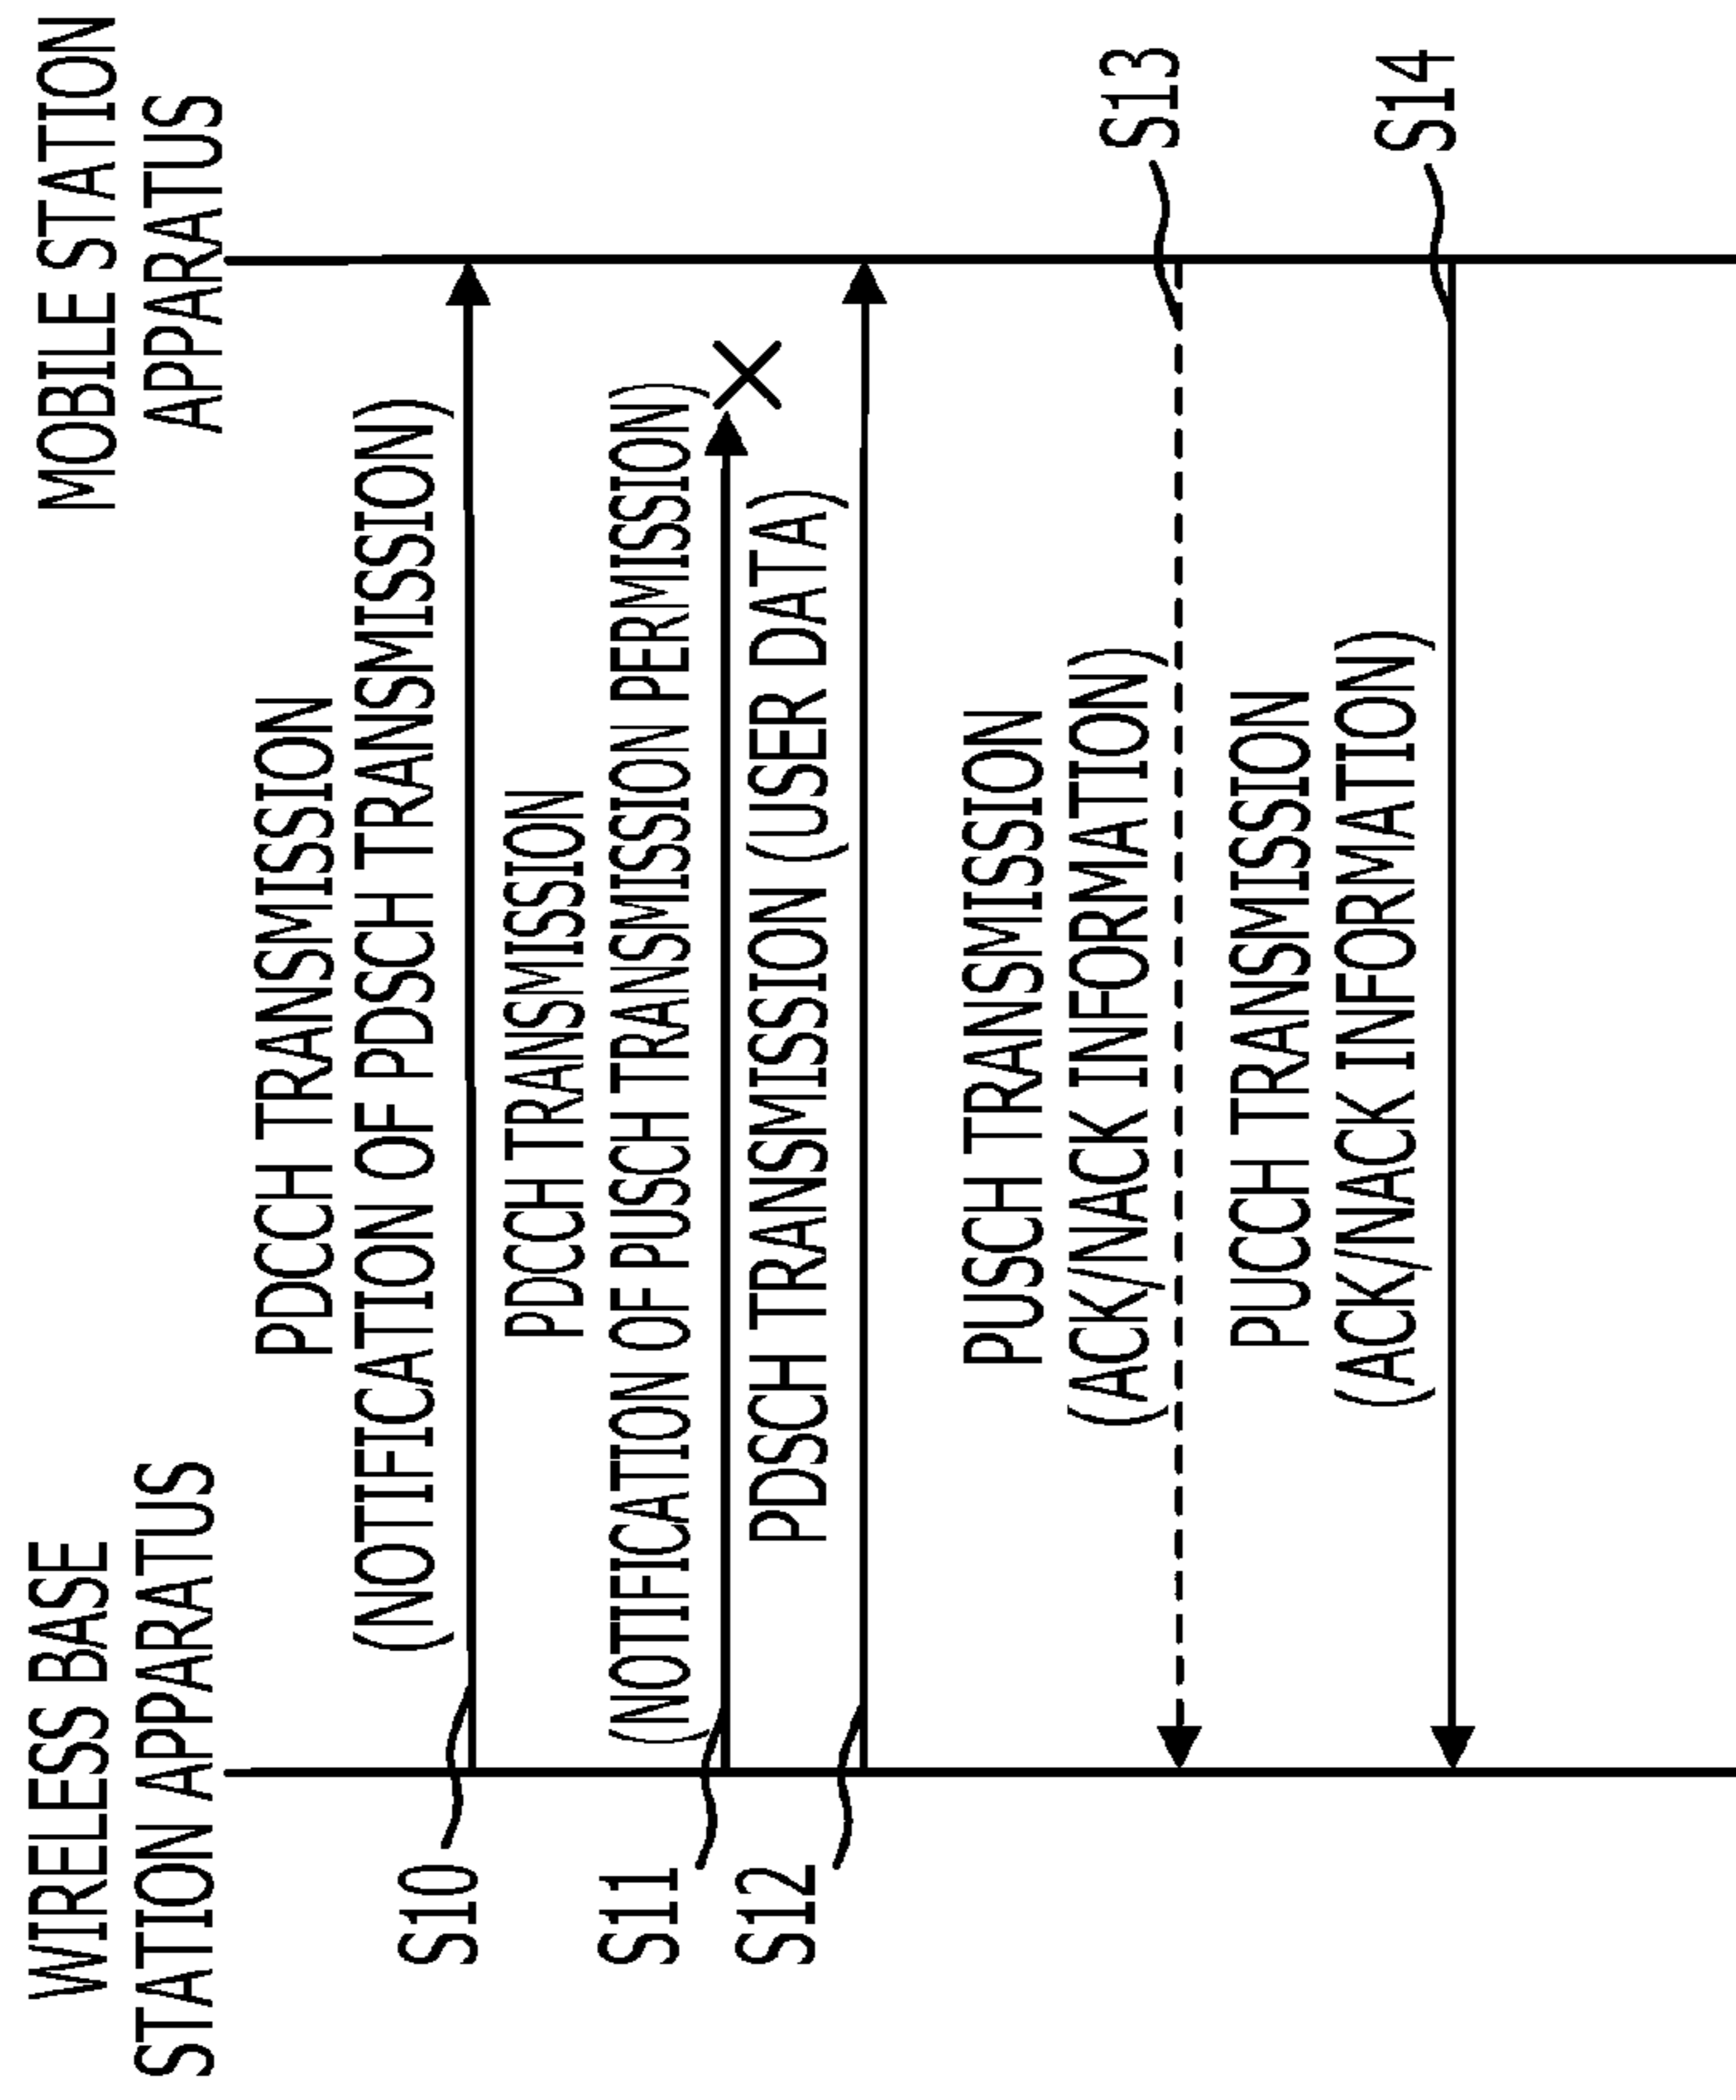 WIRELESS BASE
STATION APPARATUS
MOBILE STATION
APPARATUS
PDCCH TRANSMISSION
(NOTIFICATION OF PDSCH TRANSMISSION)
S10
PDCCH TRANSMISSION
(NOTIFICATION OF PUSCH TRANSMISSION PERMISSION)
S11
PDSCH TRANSMISSION (USER DATA)
S12
PUSCH TRANSMISSION
(ACK/NACK INFORMATION)
S13
PUCCH TRANSMISSION
(ACK/NACK INFORMATION)
S14